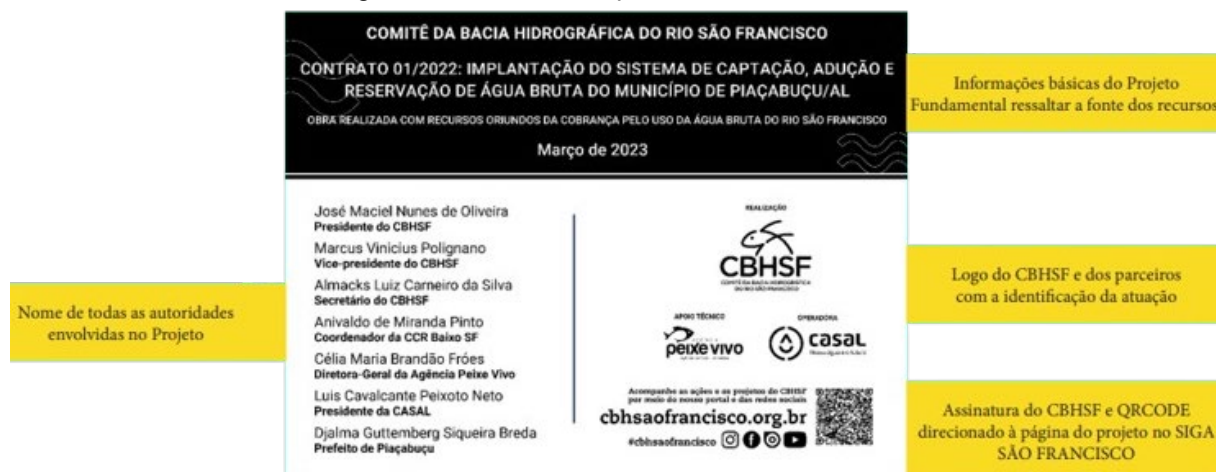 COMITÊ DA BACIA HIDROGRÁFICA DO RIO SÃO FRANCISCO
CONTRATO 01/2022: IMPLANTAÇÃO DO SISTEMA DE CAPTAÇÃO, ADUÇÃO E
RESERVAÇÃO DE ÁGUA BRUTA DO MUNICÍPIO DE PIAÇABUÇU/AL
OBRA REALIZADA COM RECURSOS ORIUNDOS DA COBRANÇA PELO USO DA ÁGUA BRUTA DO RIO SÃO FRANCISCO
Março de 2023
Informações básicas do Projeto
Fundamental ressaltar a fonte dos recursos
Nome de todas as autoridades
envolvidas no Projeto
José Maciel Nunes de Oliveira
Presidente do CBHSF
Marcus Vinicius Polignano
Vice-presidente do CBHSF
Almacks Luiz Carneiro da Silva
Secretário do CBHSF
Anivaldo de Miranda Pinto
Coordenador da CCR Baixo SF
Célia Maria Brandão Fróes
Diretora-Geral da Agência Peixe Vivo
Luis Cavalcante Peixoto Neto
Presidente da CASAL
Djalma Guttemberg Siqueira Breda
Prefeito de Piaçabuçu
REALIZAÇÃO
CBHSF
COMITÊ DA BACIA HIDROGRÁFICA
DO RIO SÃO FRANCISCO
APOIO TÉCNICO
peixe vivo
OPERADORA
casal
Acompanhe as ações e os projetos do CBHSF
por meio do nosso portal e das redes sociais
cbhsaofrancisco.org.br
#cbhsaofrancisco
Logo do CBHSF e dos parceiros
com a identificação da atuação
Assinatura do CBHSF e QRCODE
direcionado à página do projeto no SIGA
SÃO FRANCISCO